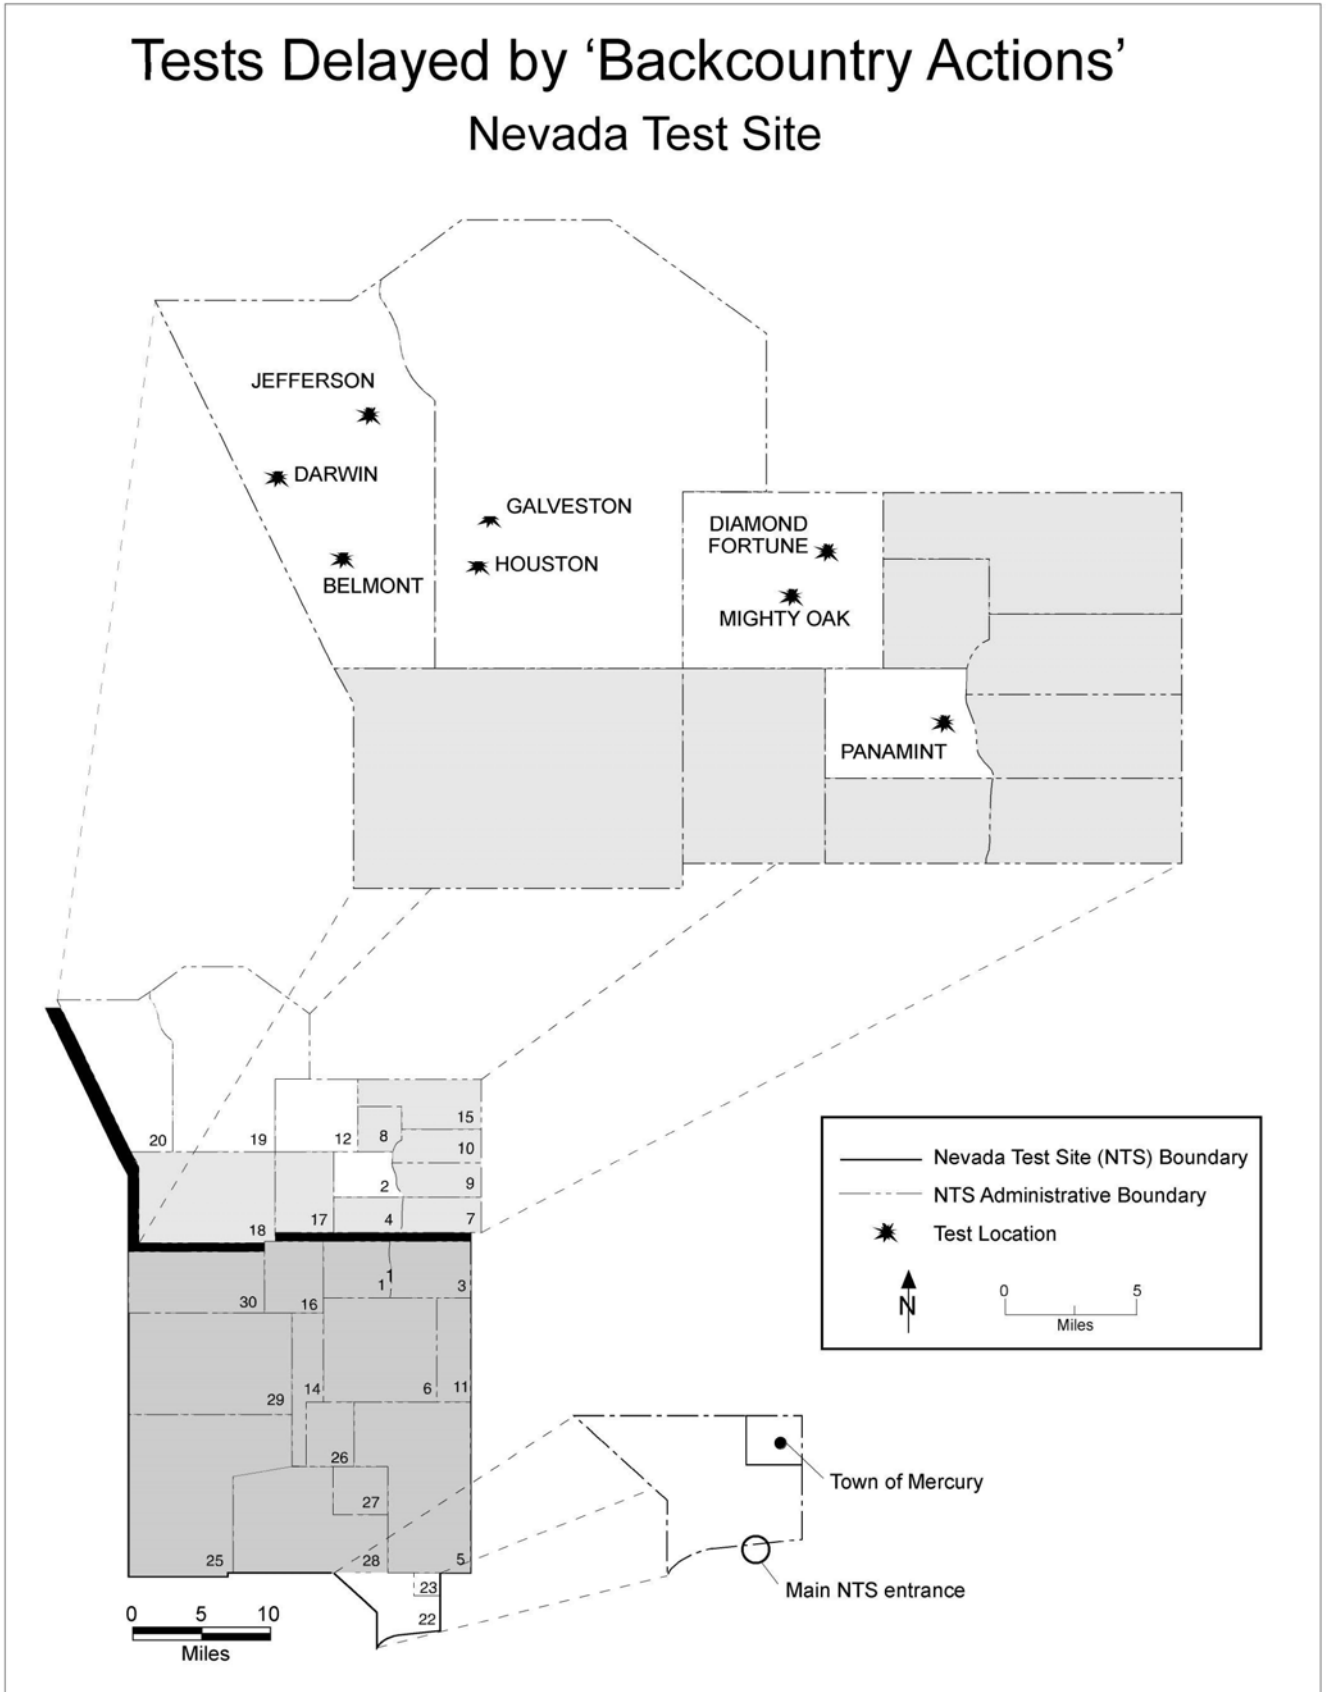 Tests Delayed by ‘Backcountry Actions’
Nevada Test Site
JEFFERSON
DARWIN
GALVESTON
DIAMOND
FORTUNE
HOUSTON
BELMONT
MIGHTY OAK
PANAMINT
15
20
19
12
8
10
2
9
18
17
4
7
1
1
30
16
3
29
14
6
11
26
27
25
28
5
23
22
0 5 10
Miles
Nevada Test Site (NTS) Boundary
NTS Administrative Boundary
Test Location
N
0 5
Miles
Town of Mercury
Main NTS entrance